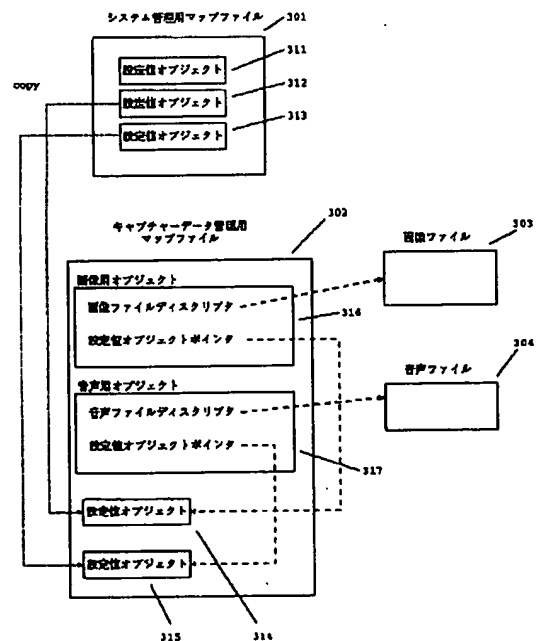 システム管理用マップファイル
301
設定値オブジェクト
311
copy
設定値オブジェクト
312
設定値オブジェクト
313
キャプチャーデータ管理用
マップファイル
302
画像ファイル
303
画像用オブジェクト
画像ファイルディスクリプタ
316
設定値オブジェクトポインタ
音声ファイル
304
音声用オブジェクト
音声ファイルディスクリプタ
設定値オブジェクトポインタ
317
設定値オブジェクト
設定値オブジェクト
315
314